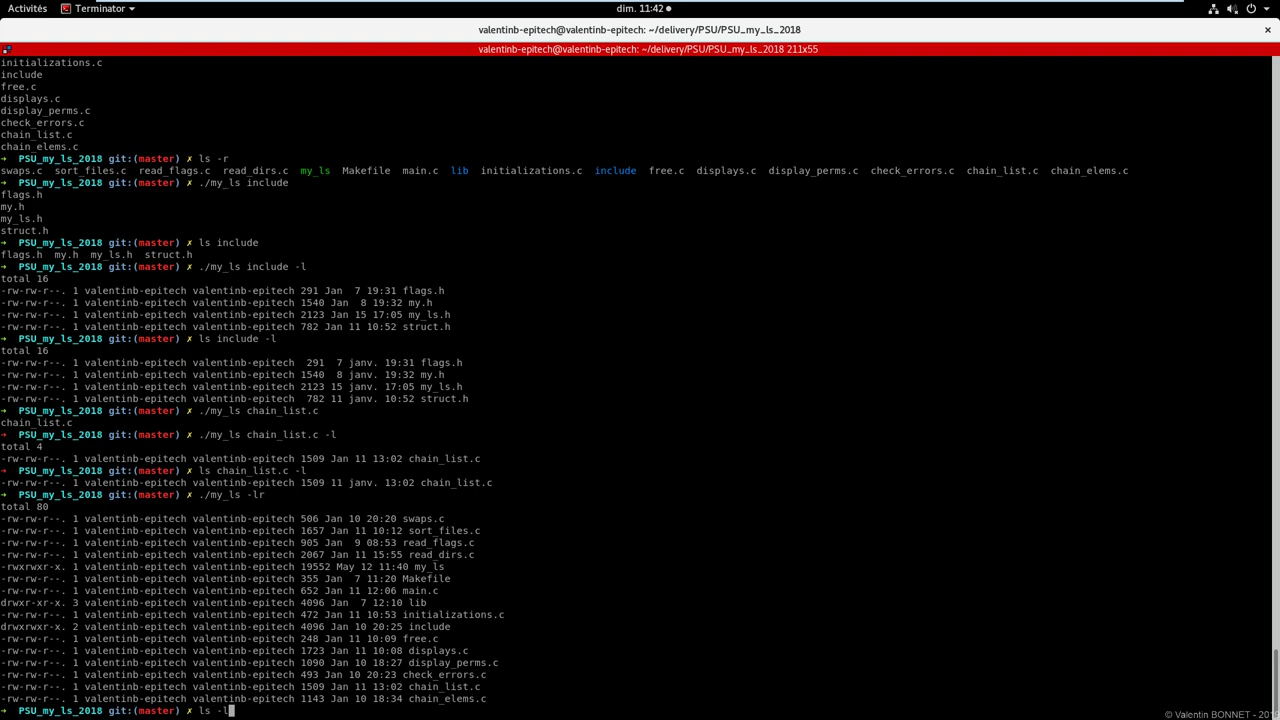 Activités Terminator dim. 11:42
valentinb-epitech@valentinb-epitech: ~/delivery/PSU/PSU_my_ls_2018 ×
valentinb-epitech@valentinb-epitech: ~/delivery/PSU/PSU_my_ls_2018 211x55
initializations.c
include
free.c
displays.c
display_perms.c
check_errors.c
chain_list.c
chain_elems.c
➜ PSU_my_ls_2018 git:(master) ✗ ls -r
swaps.c sort_files.c read_flags.c read_dirs.c my_ls Makefile main.c lib initializations.c include free.c displays.c display_perms.c check_errors.c chain_list.c chain_elems.c
➜ PSU_my_ls_2018 git:(master) ✗ ./my_ls include
flags.h
my.h
my_ls.h
struct.h
➜ PSU_my_ls_2018 git:(master) ✗ ls include
flags.h my.h my_ls.h struct.h
➜ PSU_my_ls_2018 git:(master) ✗ ./my_ls include -l
total 16
-rw-rw-r--. 1 valentinb-epitech valentinb-epitech 291 Jan  7 19:31 flags.h
-rw-rw-r--. 1 valentinb-epitech valentinb-epitech 1540 Jan  8 19:32 my.h
-rw-rw-r--. 1 valentinb-epitech valentinb-epitech 2123 Jan 15 17:05 my_ls.h
-rw-rw-r--. 1 valentinb-epitech valentinb-epitech 782 Jan 11 10:52 struct.h
➜ PSU_my_ls_2018 git:(master) ✗ ls include -l
total 16
-rw-rw-r--. 1 valentinb-epitech valentinb-epitech  291  7 janv. 19:31 flags.h
-rw-rw-r--. 1 valentinb-epitech valentinb-epitech 1540  8 janv. 19:32 my.h
-rw-rw-r--. 1 valentinb-epitech valentinb-epitech 2123 15 janv. 17:05 my_ls.h
-rw-rw-r--. 1 valentinb-epitech valentinb-epitech  782 11 janv. 10:52 struct.h
➜ PSU_my_ls_2018 git:(master) ✗ ./my_ls chain_list.c
chain_list.c
➜ PSU_my_ls_2018 git:(master) ✗ ./my_ls chain_list.c -l
total 4
-rw-rw-r--. 1 valentinb-epitech valentinb-epitech 1509 Jan 11 13:02 chain_list.c
➜ PSU_my_ls_2018 git:(master) ✗ ls chain_list.c -l
-rw-rw-r--. 1 valentinb-epitech valentinb-epitech 1509 11 janv. 13:02 chain_list.c
➜ PSU_my_ls_2018 git:(master) ✗ ./my_ls -lr
total 80
-rw-rw-r--. 1 valentinb-epitech valentinb-epitech 506 Jan 10 20:20 swaps.c
-rw-rw-r--. 1 valentinb-epitech valentinb-epitech 1657 Jan 11 10:12 sort_files.c
-rw-rw-r--. 1 valentinb-epitech valentinb-epitech 905 Jan  9 08:53 read_flags.c
-rw-rw-r--. 1 valentinb-epitech valentinb-epitech 2067 Jan 11 15:55 read_dirs.c
-rwxrwxr-x. 1 valentinb-epitech valentinb-epitech 19552 May 12 11:40 my_ls
-rw-rw-r--. 1 valentinb-epitech valentinb-epitech 355 Jan  7 11:20 Makefile
-rw-rw-r--. 1 valentinb-epitech valentinb-epitech 652 Jan 11 12:06 main.c
drwxr-xr-x. 3 valentinb-epitech valentinb-epitech 4096 Jan  7 12:10 lib
-rw-rw-r--. 1 valentinb-epitech valentinb-epitech 472 Jan 11 10:53 initializations.c
drwxrwxr-x. 2 valentinb-epitech valentinb-epitech 4096 Jan 10 20:25 include
-rw-rw-r--. 1 valentinb-epitech valentinb-epitech 248 Jan 11 10:09 free.c
-rw-rw-r--. 1 valentinb-epitech valentinb-epitech 1723 Jan 11 10:08 displays.c
-rw-rw-r--. 1 valentinb-epitech valentinb-epitech 1090 Jan 10 18:27 display_perms.c
-rw-rw-r--. 1 valentinb-epitech valentinb-epitech 493 Jan 10 20:23 check_errors.c
-rw-rw-r--. 1 valentinb-epitech valentinb-epitech 1509 Jan 11 13:02 chain_list.c
-rw-rw-r--. 1 valentinb-epitech valentinb-epitech 1143 Jan 10 18:34 chain_elems.c
➜ PSU_my_ls_2018 git:(master) ✗ ls -l
© Valentin BONNET -